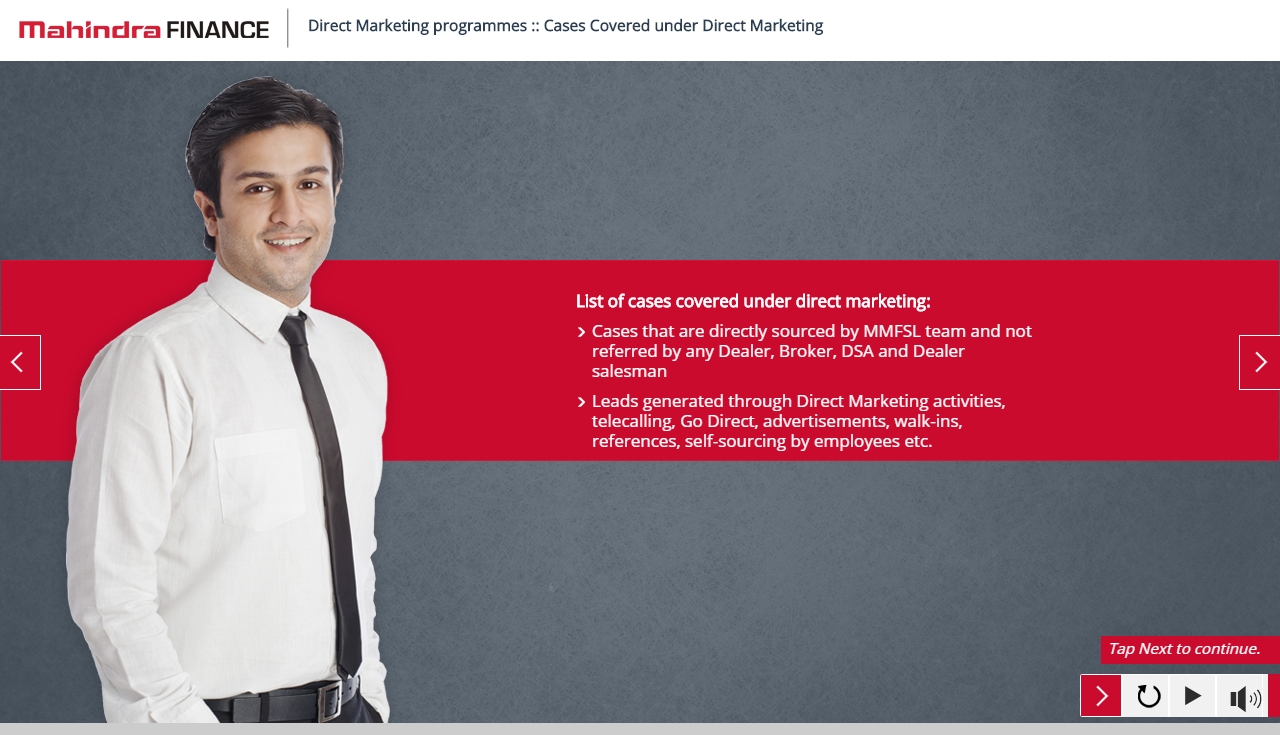 Mahindra FINANCE
Direct Marketing programmes :: Cases Covered under Direct Marketing
List of cases covered under direct marketing:
Cases that are directly sourced by MMFSL team and not
referred by any Dealer, Broker, DSA and Dealer
salesman
Leads generated through Direct Marketing activities,
telecalling, Go Direct, advertisements, walk-ins,
references, self-sourcing by employees etc.
Tap Next to continue.